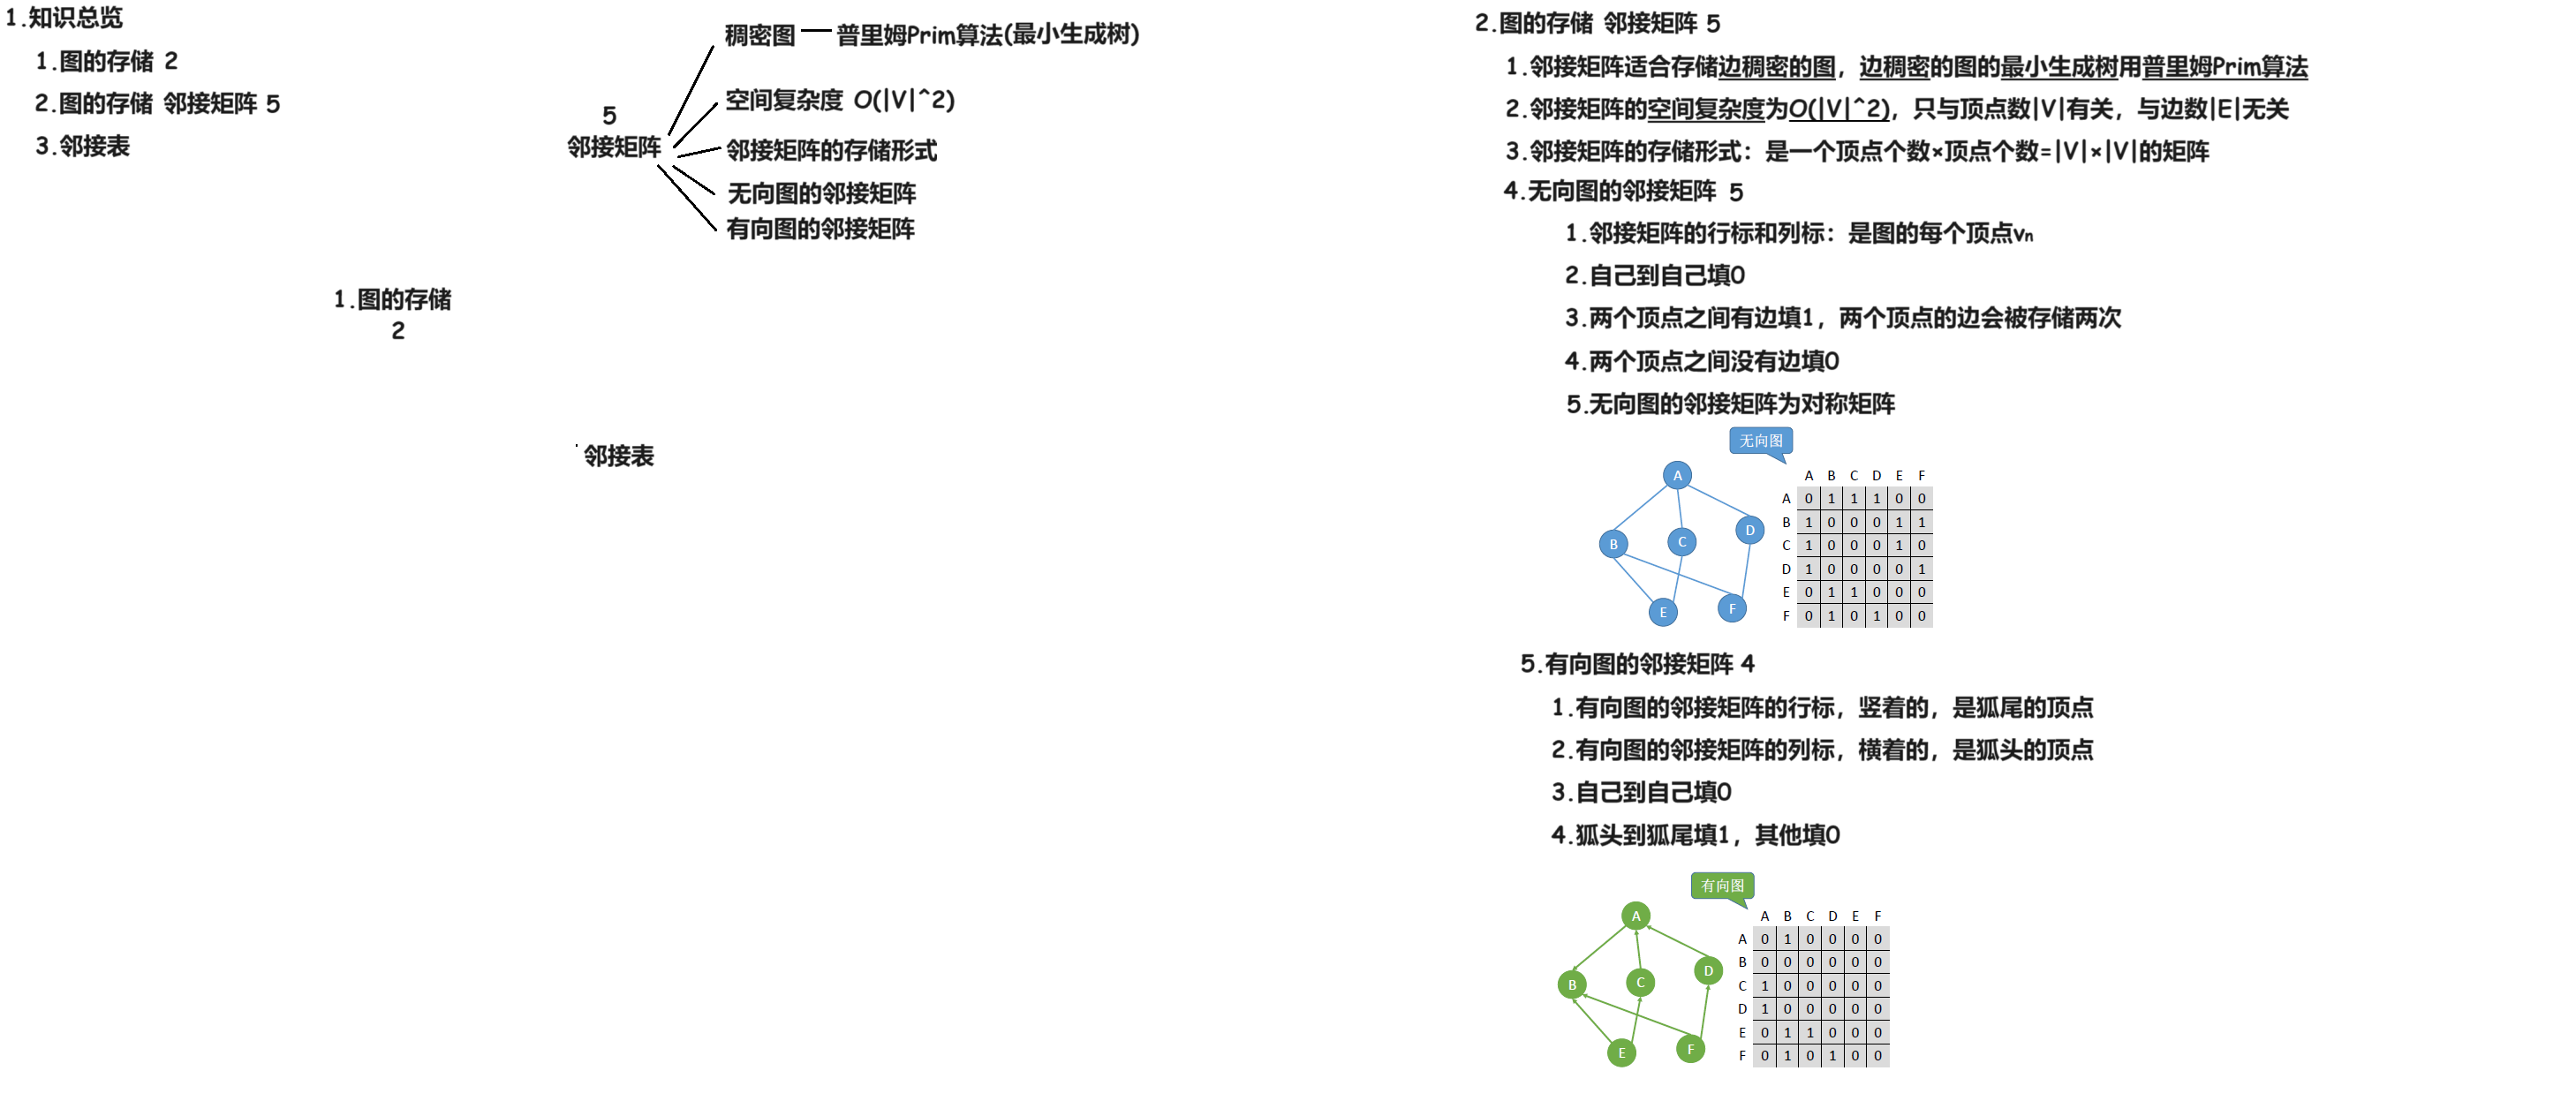 1.知识总览
1.图的存储 2
2.图的存储 邻接矩阵 5
3.邻接表
稠密图
普里姆Prim算法(最小生成树)
空间复杂度 O(|V|^2)
5
邻接矩阵
邻接矩阵的存储形式
无向图的邻接矩阵
有向图的邻接矩阵
1.图的存储
2
邻接表
2.图的存储 邻接矩阵 5
1.邻接矩阵适合存储边稠密的图，边稠密的图的最小生成树用普里姆Prim算法
2.邻接矩阵的空间复杂度为O(|V|^2)，只与顶点数|V|有关，与边数|E|无关
3.邻接矩阵的存储形式：是一个顶点个数×顶点个数=|V|×|V|的矩阵
4.无向图的邻接矩阵 5
1.邻接矩阵的行标和列标：是图的每个顶点vn
2.自己到自己填0
3.两个顶点之间有边填1，两个顶点的边会被存储两次
4.两个顶点之间没有边填0
5.无向图的邻接矩阵为对称矩阵
无向图
A
B
C
D
E
F
A B C D E F
A 0 1 1 1 0 0
B 1 0 0 0 1 1
C 1 0 0 0 1 0
D 1 0 0 0 0 1
E 0 1 1 0 0 0
F 0 1 0 1 0 0
5.有向图的邻接矩阵 4
1.有向图的邻接矩阵的行标，竖着的，是狐尾的顶点
2.有向图的邻接矩阵的列标，横着的，是狐头的顶点
3.自己到自己填0
4.狐头到狐尾填1，其他填0
有向图
A
B
C
D
E
F
A B C D E F
A 0 1 0 0 0 0
B 0 0 0 0 0 0
C 1 0 0 0 0 0
D 1 0 0 0 0 0
E 0 1 1 0 0 0
F 0 1 0 1 0 0